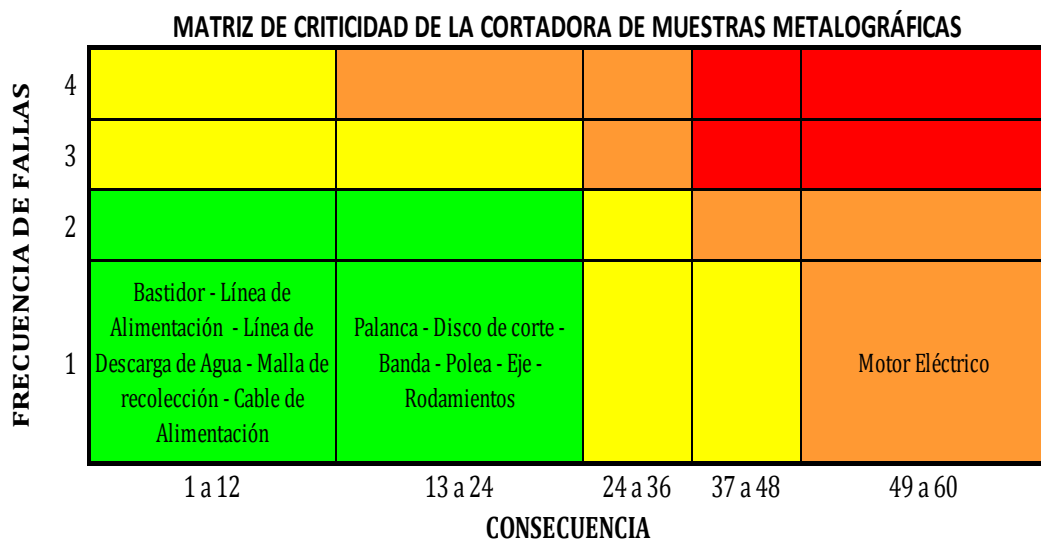 MATRIZ DE CRITICIDAD DE LA CORTADORA DE MUESTRAS METALOGRÁFICAS
FRECUENCIA DE FALLAS
4
3
2
1
Bastidor - Línea de
Alimentación - Línea de
Descarga de Agua - Malla de
recolección - Cable de
Alimentación
Palanca - Disco de corte -
Banda - Polea - Eje -
Rodamientos
Motor Eléctrico
1 a 12
13 a 24
24 a 36
37 a 48
49 a 60
CONSECUENCIA